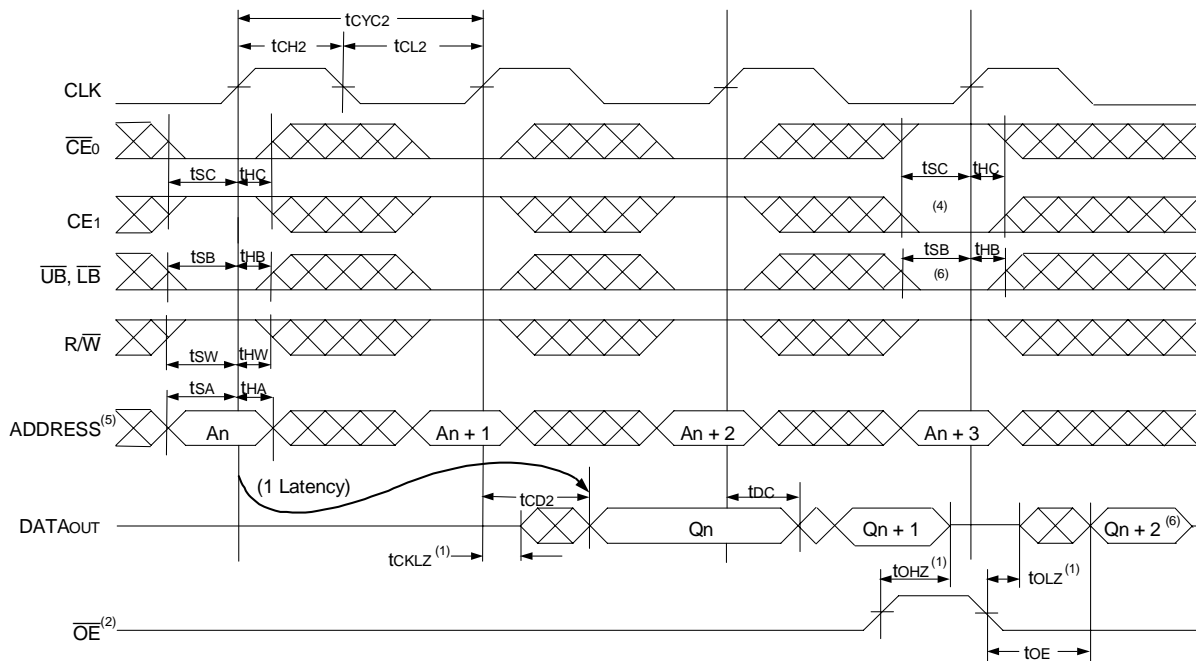 tCYC2
tCH2 tCL2
CLK
CE0
tSC tHC tSC tHC
CE1 (4)
tSB tHB tSB tHB
UB, LB (6)
R/W
tSW tHW
tSA tHA
ADDRESS(5) An An + 1 An + 2 An + 3
(1 Latency) tCD2 tDC
DATAOUT Qn Qn + 1 Qn + 2(6)
tCKLZ(1)
tOHZ(1) tOLZ(1)
OE(2)
tOE